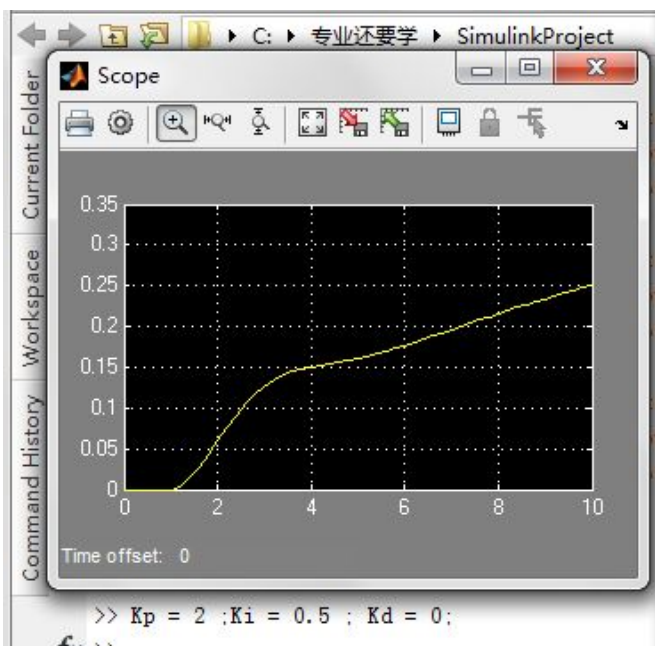 C: 专业还要学 SimulinkProject
Scope
Current Folder
Workspace
Command History
0.35
0.3
0.25
0.2
0.15
0.1
0.05
0
0 2 4 6 8 10
Time offset: 0
>> Kp = 2 ;Ki = 0.5 ; Kd = 0;
>>